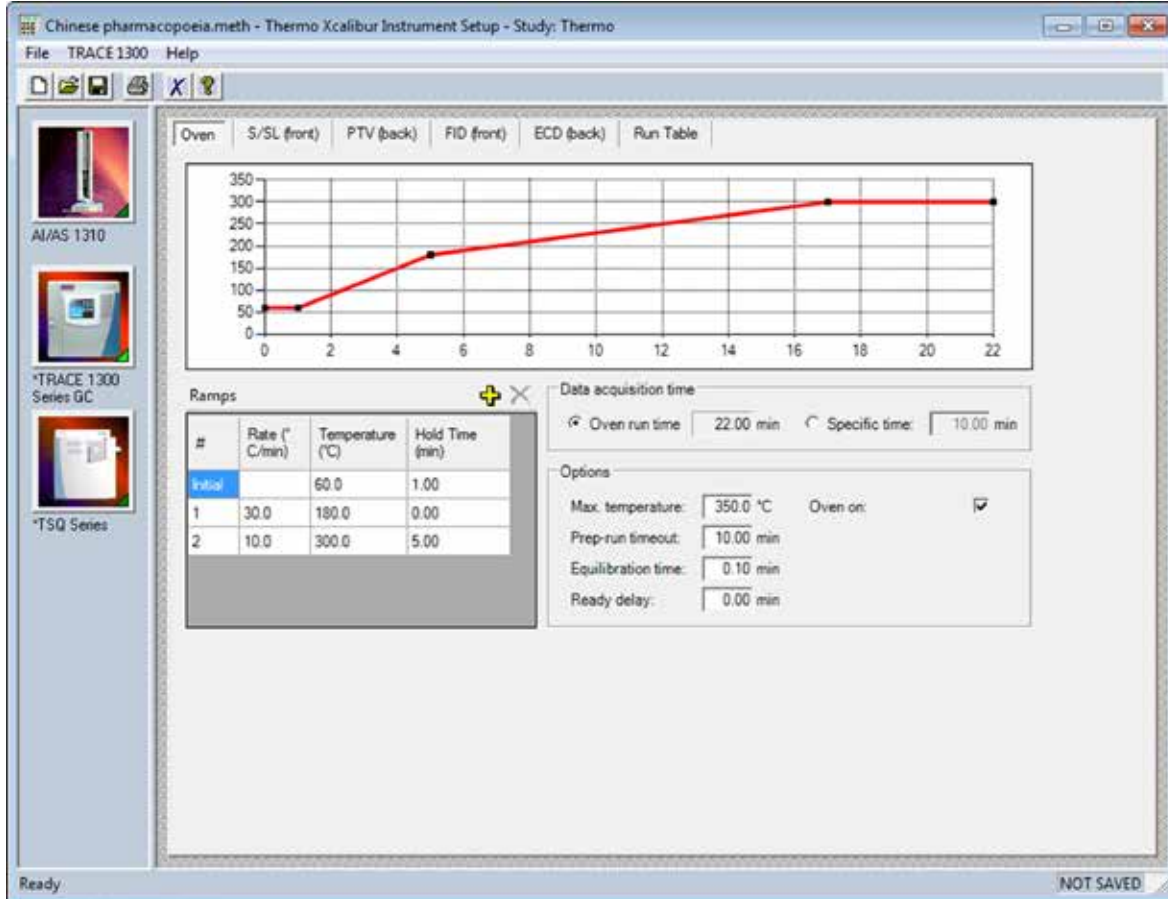 Chinese pharmacopoeia.meth - Thermo Xcalibur Instrument Setup - Study: Thermo
File TRACE 1300 Help
AI/AS 1310
*TRACE 1300
Series GC
*TSQ Series
Oven S/SL (front) PTV (back) FID (front) ECD (back) Run Table
350
300
250
200
150
100
50
0
0 2 4 6 8 10 12 14 16 18 20 22
Ramps
# Rate (° Temperature Hold Time
C/min) (°C) (min)
Initial 60.0 1.00
1 30.0 180.0 0.00
2 10.0 300.0 5.00
Data acquisition time
Oven run time 22.00 min Specific time: 10.00 min
Options
Max. temperature: 350.0 °C Oven on:
Prep-run timeout: 10.00 min
Equilibration time: 0.10 min
Ready delay: 0.00 min
Ready NOT SAVED